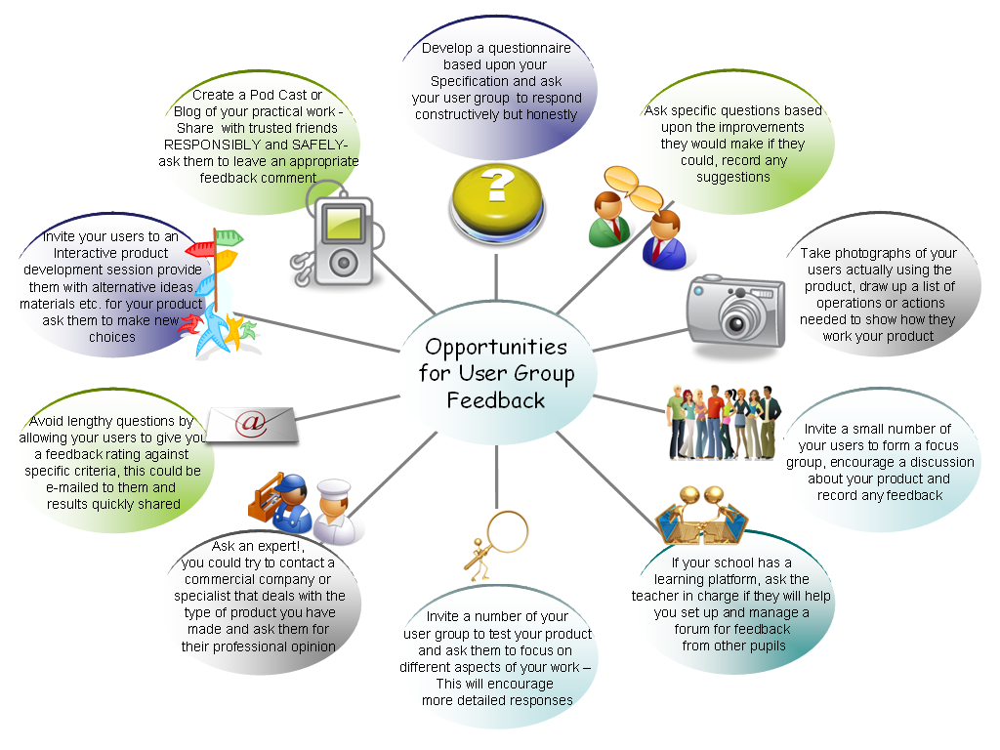 Develop a questionnaire
based upon your
Specification and ask
your user group to respond
constructively but honestly
Create a Pod Cast or
Blog of your practical work -
Share with trusted friends
RESPONSIBLY and SAFELY-
ask them to leave an appropriate
feedback comment
Ask specific questions based
upon the improvements
they would make if they
could, record any
suggestions
?
Invite your users to an
Interactive product
development session provide
them with alternative ideas,
materials etc. for your product
ask them to make new
choices
Take photographs of your
users actually using the
product, draw up a list of
operations or actions
needed to show how they
work your product
Opportunities
for User Group
Feedback
Avoid lengthy questions by
allowing your users to give you
a feedback rating against
specific criteria, this could be
e-mailed to them and
results quickly shared
@
Invite a small number of
your users to form a focus
group, encourage a discussion
about your product and
record any feedback
Ask an expert!,
you could try to contact a
commercial company or
specialist that deals with the
type of product you have
made and ask them for
their professional opinion
Invite a number of your
user group to test your product
and ask them to focus on
different aspects of your work –
This will encourage
more detailed responses
If your school has a
learning platform, ask the
teacher in charge if they will help
you set up and manage a
forum for feedback
from other pupils